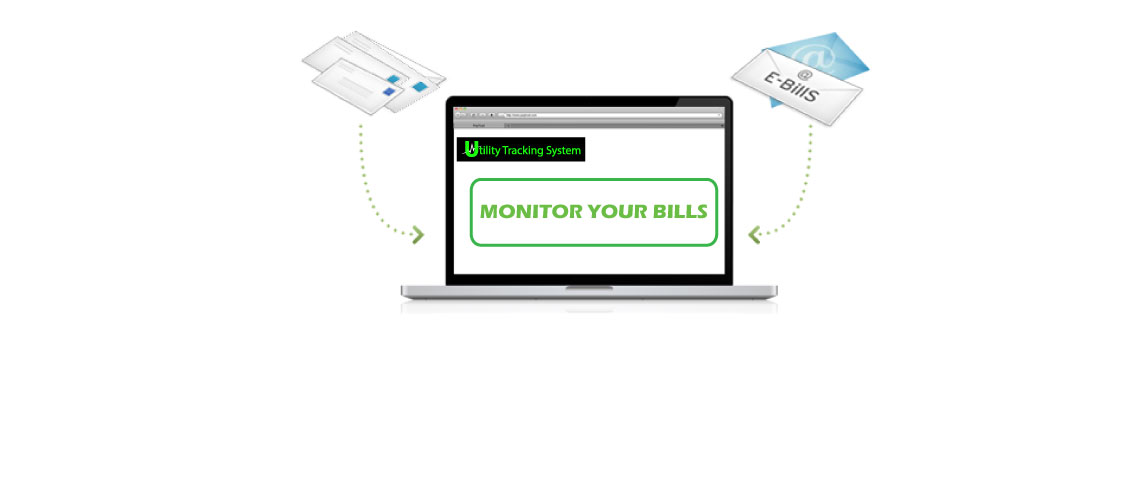 @
@
E-BillS
Utility Tracking System
MONITOR YOUR BILLS